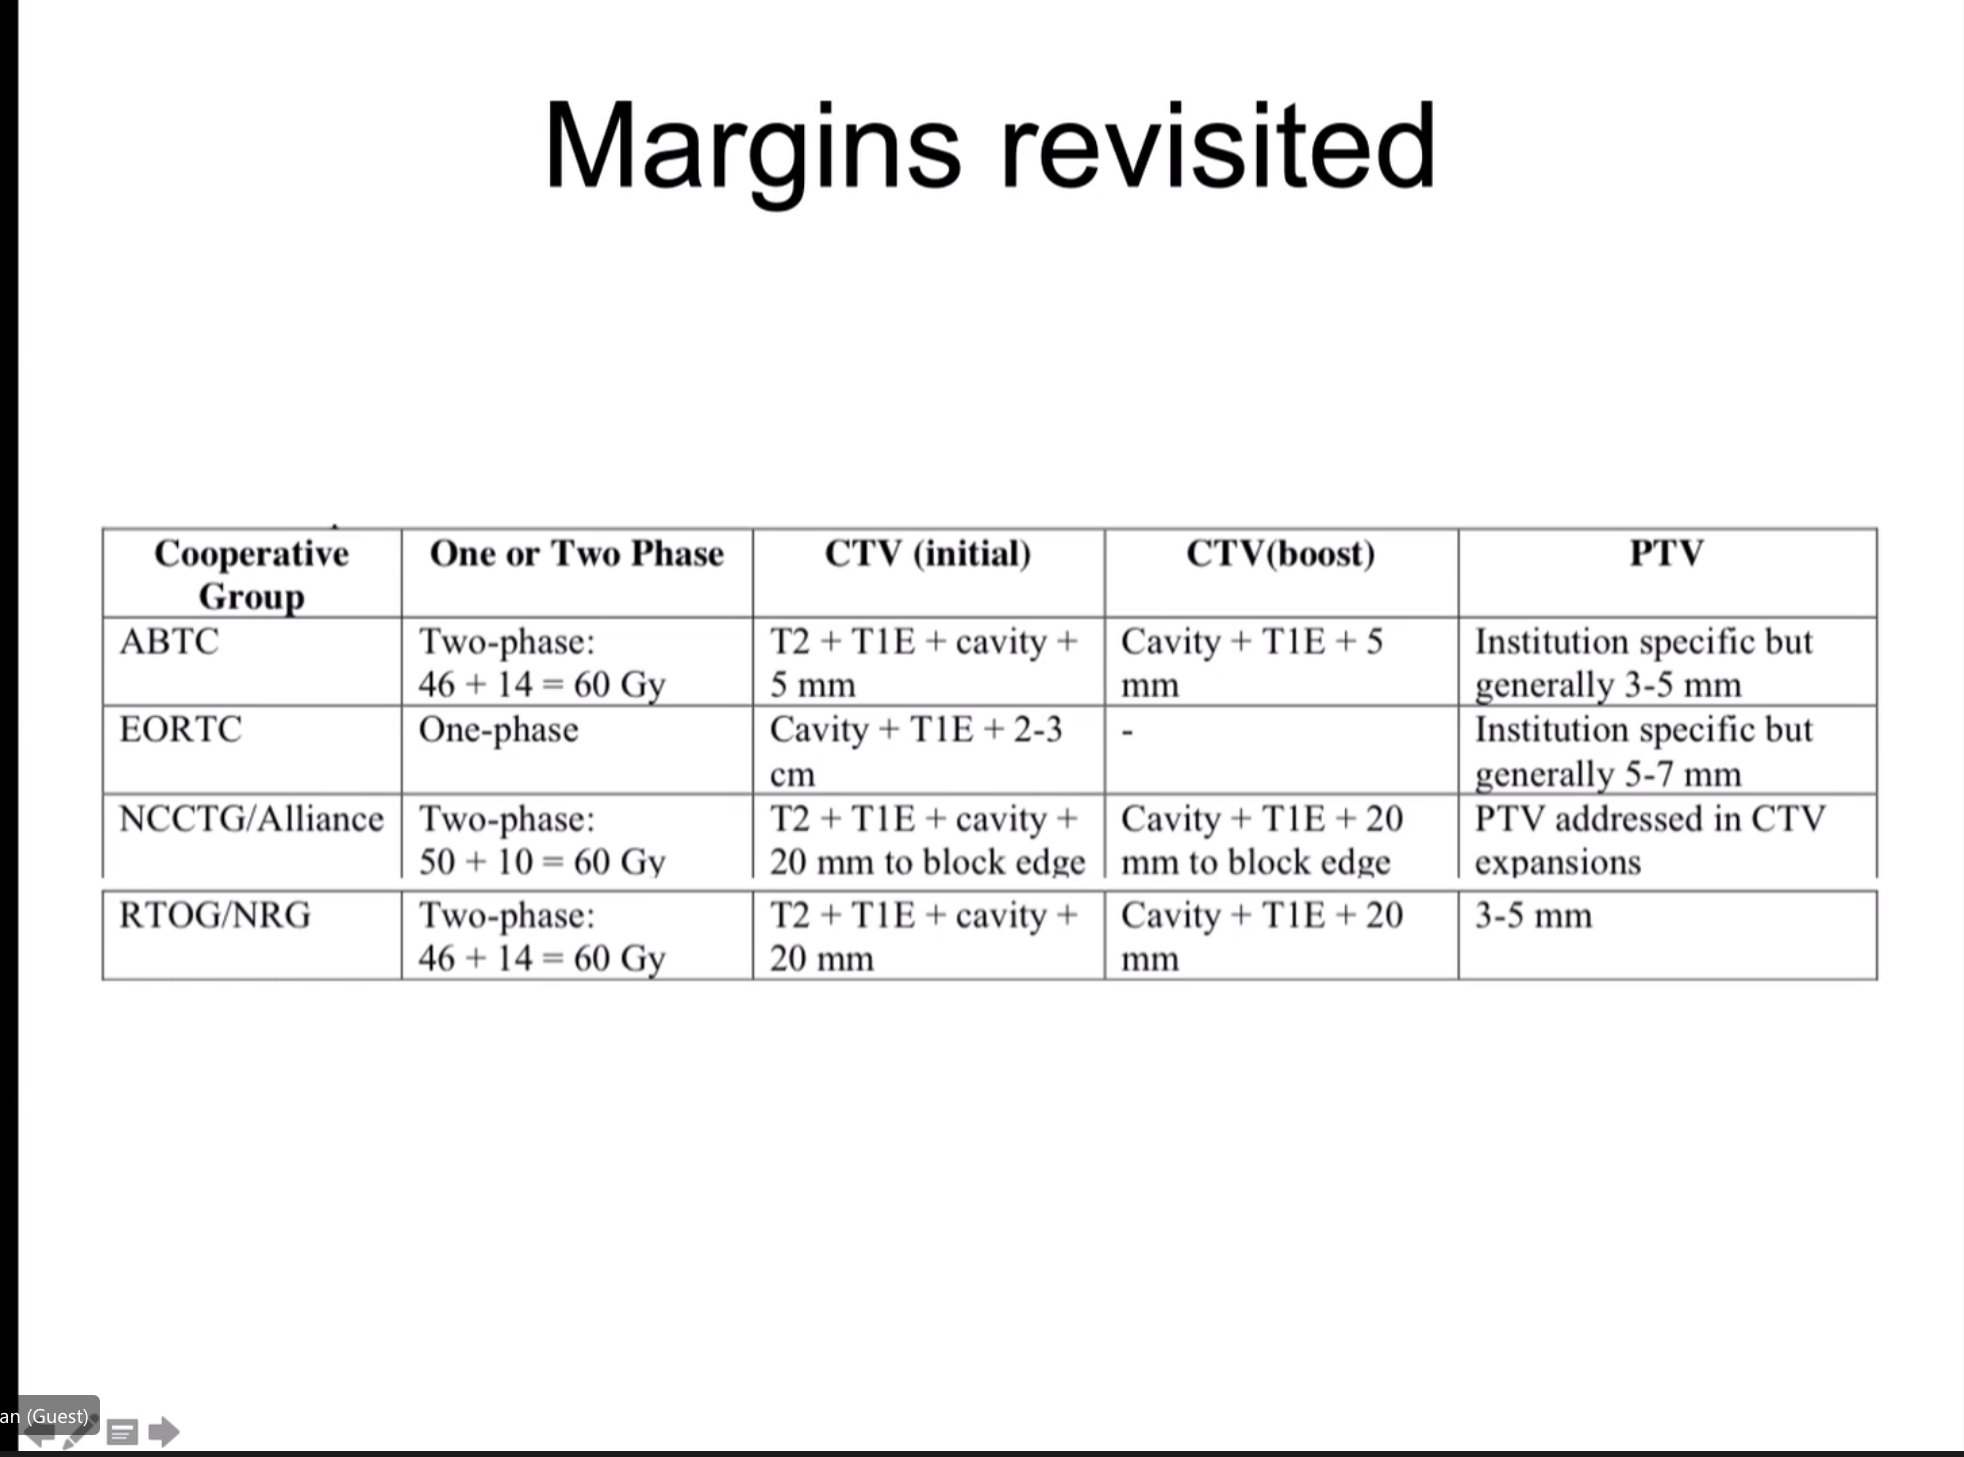 Margins revisited
Cooperative Group | One or Two Phase | CTV (initial) | CTV(boost) | PTV
ABTC | Two-phase: 46 + 14 = 60 Gy | T2 + T1E + cavity + 5 mm | Cavity + T1E + 5 mm | Institution specific but generally 3-5 mm
EORTC | One-phase | Cavity + T1E + 2-3 cm | - | Institution specific but generally 5-7 mm
NCCTG/Alliance | Two-phase: 50 + 10 = 60 Gy | T2 + T1E + cavity + 20 mm to block edge | Cavity + T1E + 20 mm to block edge | PTV addressed in CTV expansions
RTOG/NRG | Two-phase: 46 + 14 = 60 Gy | T2 + T1E + cavity + 20 mm | Cavity + T1E + 20 mm | 3-5 mm
an (Guest)